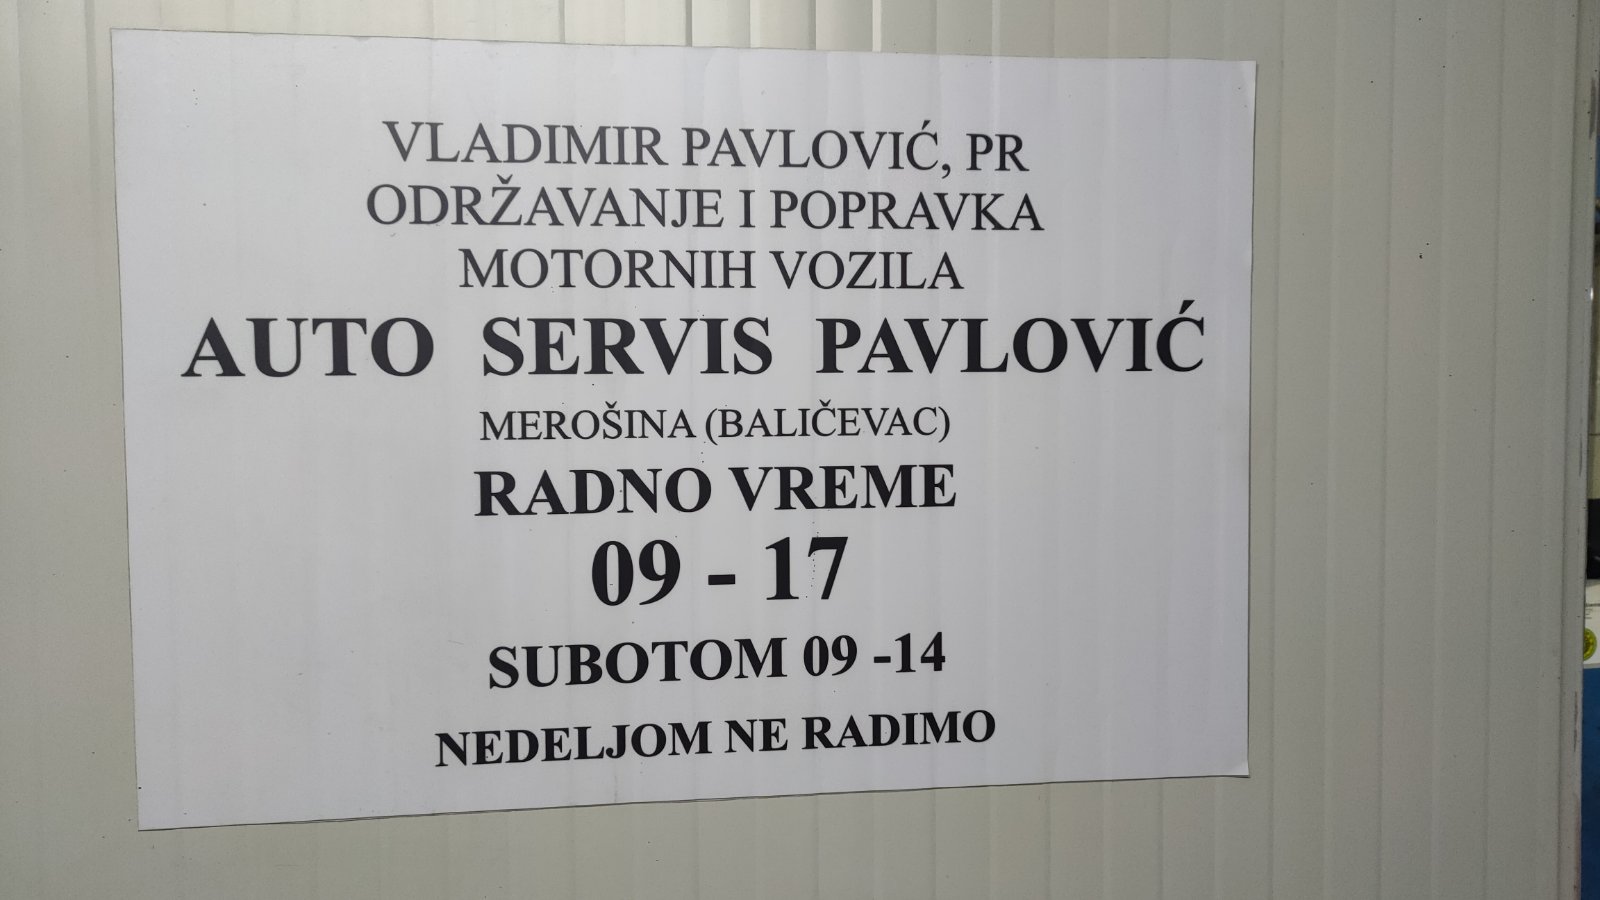 VLADIMIR PAVLOVIĆ, PR
ODRŽAVANJE I POPRAVKA
MOTORNIH VOZILA
AUTO SERVIS PAVLOVIĆ
MEROŠINA (BALIČEVAC)
RADNO VREME
09 - 17
SUBOTOM 09 -14
NEDELJOM NE RADIMO